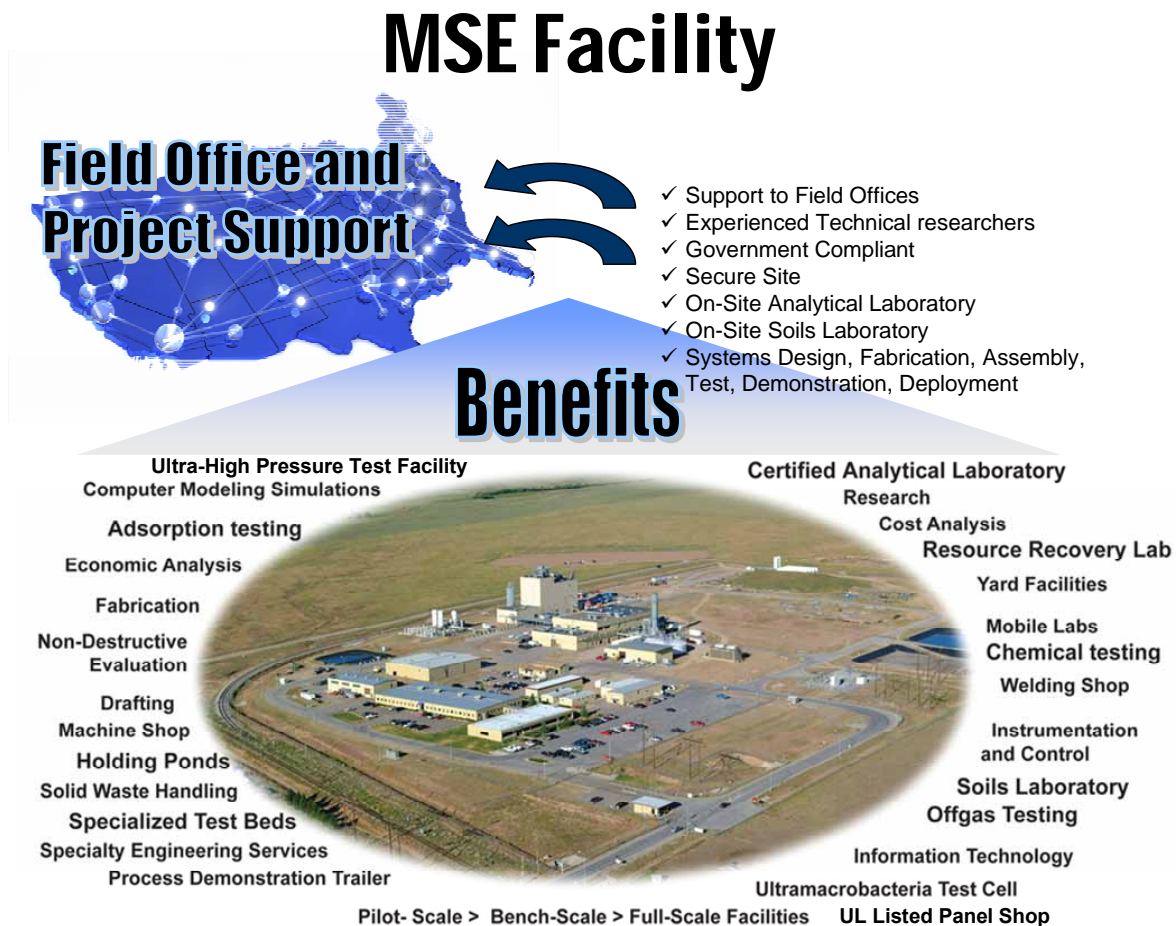 MSE Facility
Field Office and
Project Support
✓ Support to Field Offices
✓ Experienced Technical researchers
✓ Government Compliant
✓ Secure Site
✓ On-Site Analytical Laboratory
✓ On-Site Soils Laboratory
✓ Systems Design, Fabrication, Assembly,
Test, Demonstration, Deployment
Benefits
Ultra-High Pressure Test Facility
Computer Modeling Simulations
Adsorption testing
Economic Analysis
Fabrication
Non-Destructive
Evaluation
Drafting
Machine Shop
Holding Ponds
Solid Waste Handling
Specialized Test Beds
Specialty Engineering Services
Process Demonstration Trailer
Certified Analytical Laboratory
Research
Cost Analysis
Resource Recovery Lab
Yard Facilities
Mobile Labs
Chemical testing
Welding Shop
Instrumentation
and Control
Soils Laboratory
Offgas Testing
Information Technology
Ultramacrobacteria Test Cell
Pilot- Scale > Bench-Scale > Full-Scale Facilities
UL Listed Panel Shop